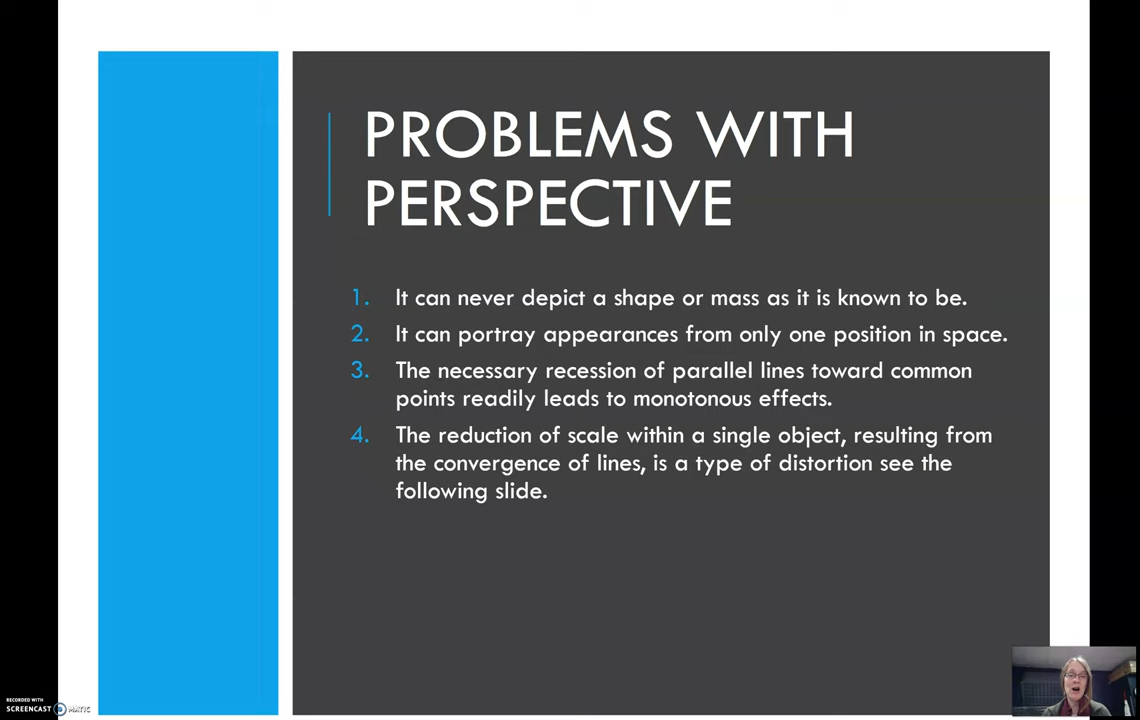 PROBLEMS WITH
PERSPECTIVE
1. It can never depict a shape or mass as it is known to be.
2. It can portray appearances from only one position in space.
3. The necessary recession of parallel lines toward common
points readily leads to monotonous effects.
4. The reduction of scale within a single object, resulting from
the convergence of lines, is a type of distortion see the
following slide.
RECORDED WITH
SCREENCAST MATIC